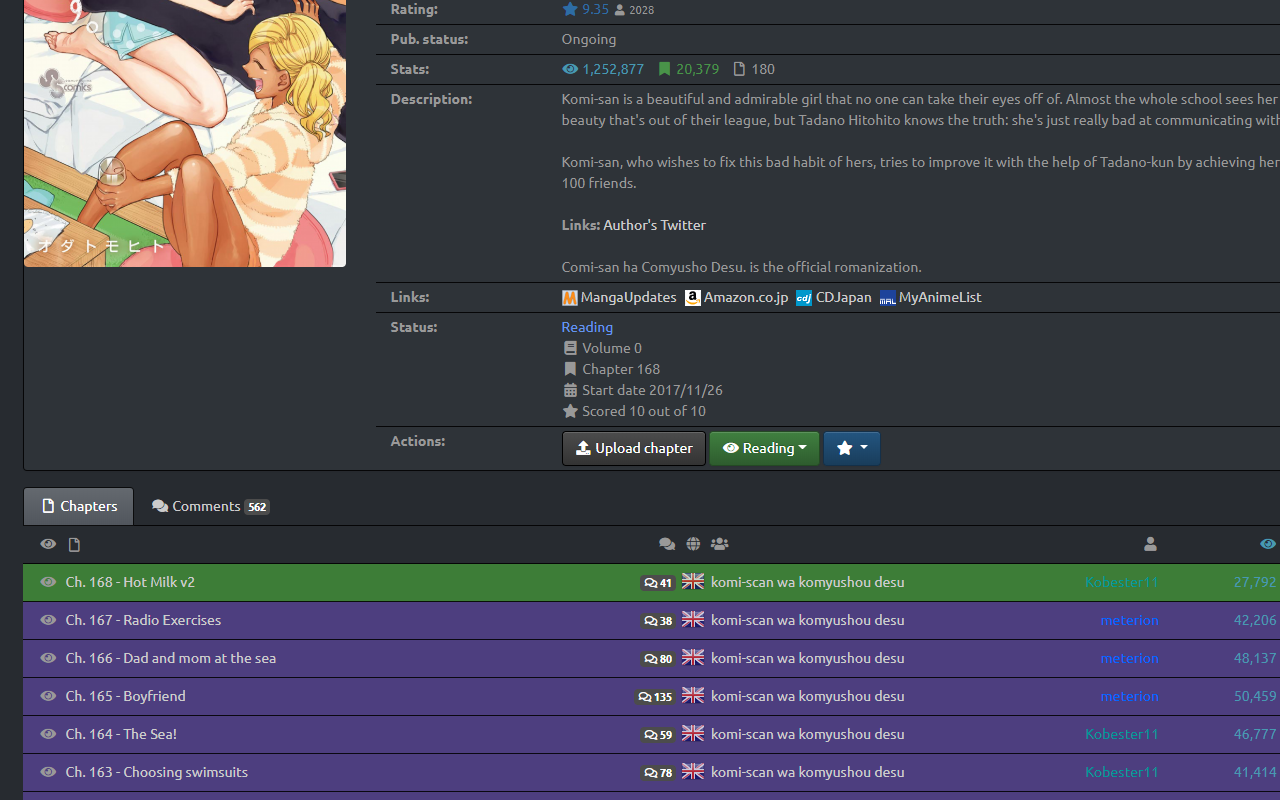 9。
comics
オダトモヒト
Rating: 9.35 2028
Pub. status: Ongoing
Stats: 1,252,877 20,379 180
Description: Komi-san is a beautiful and admirable girl that no one can take their eyes off of. Almost the whole school sees her
beauty that's out of their league, but Tadano Hitohito knows the truth: she's just really bad at communicating with
Komi-san, who wishes to fix this bad habit of hers, tries to improve it with the help of Tadano-kun by achieving her
100 friends.
Links: Author's Twitter
Comi-san ha Comyusho Desu. is the official romanization.
Links: MangaUpdates a Amazon.co.jp cdj CDJapan MAL MyAnimeList
Status: Reading
Volume 0
Chapter 168
Start date 2017/11/26
Scored 10 out of 10
Actions: Upload chapter Reading
Chapters Comments 562
Ch. 168 - Hot Milk v2 41 komi-scan wa komyushou desu Kobester11 27,792
Ch. 167 - Radio Exercises 38 komi-scan wa komyushou desu meterion 42,206
Ch. 166 - Dad and mom at the sea 80 komi-scan wa komyushou desu meterion 48,137
Ch. 165 - Boyfriend 135 komi-scan wa komyushou desu meterion 50,459
Ch. 164 - The Sea! 59 komi-scan wa komyushou desu Kobester11 46,777
Ch. 163 - Choosing swimsuits 78 komi-scan wa komyushou desu Kobester11 41,414